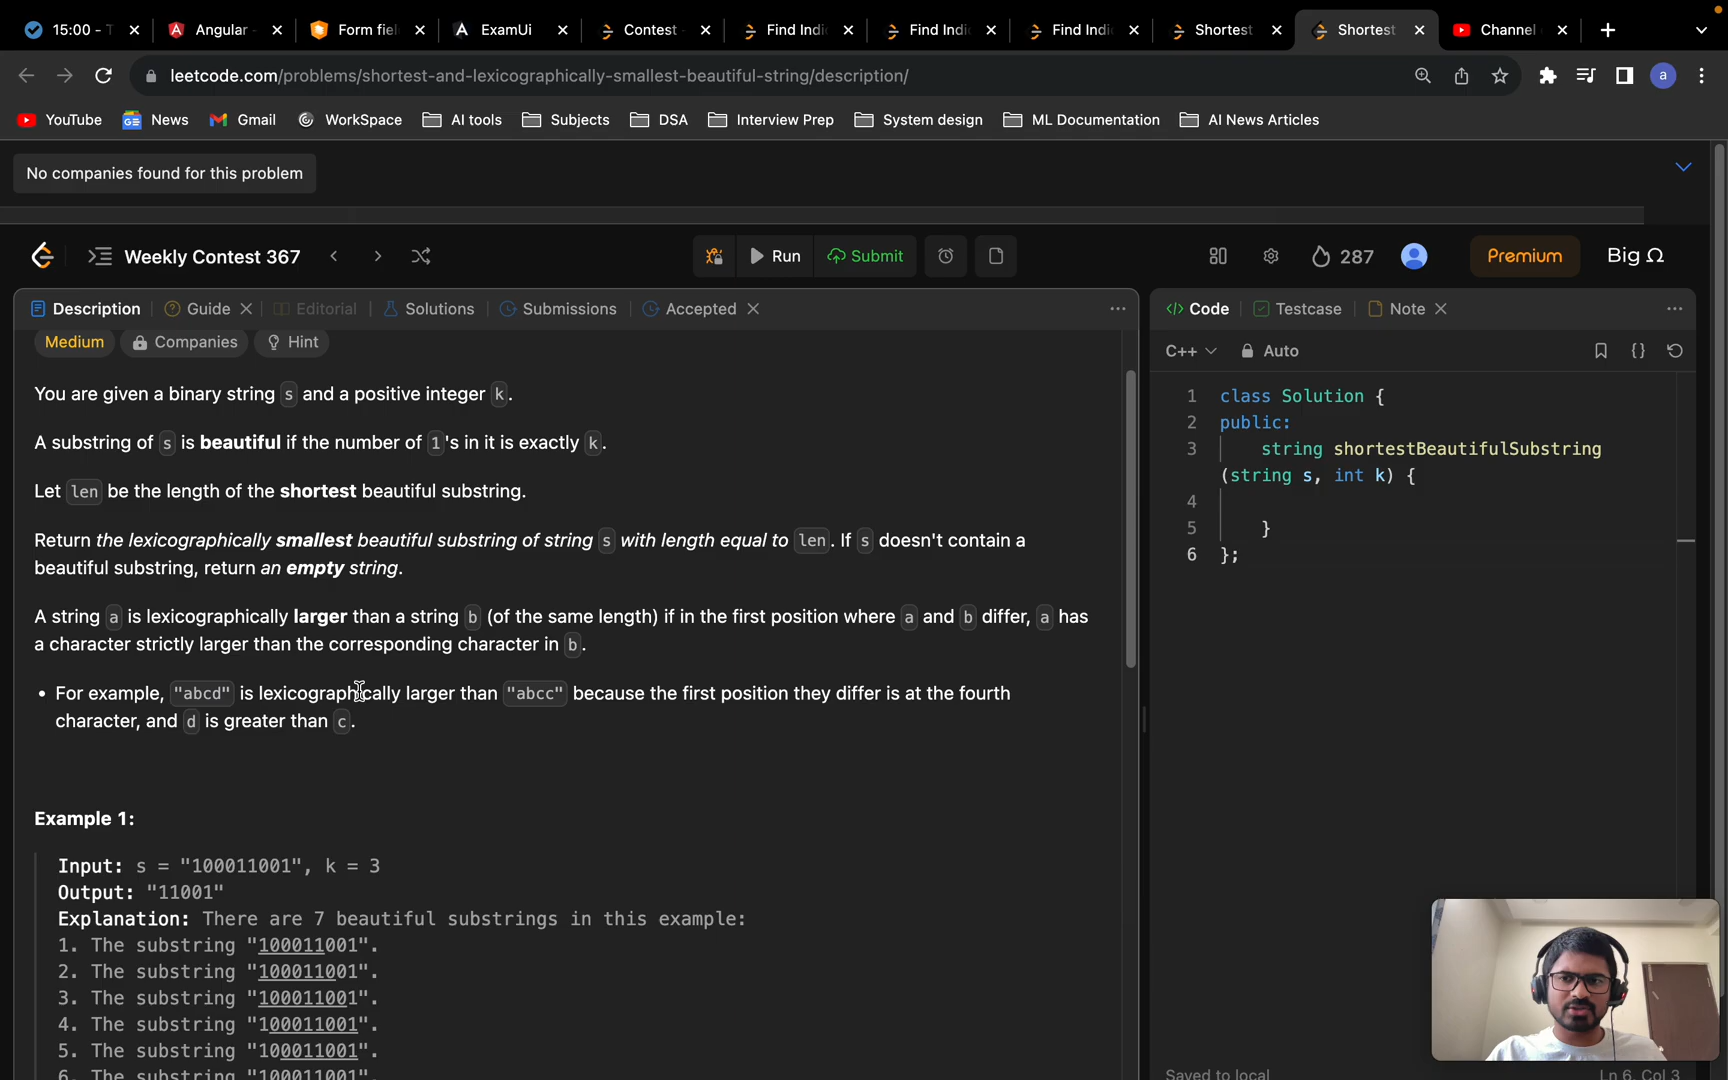 15:00 - T
Angular
Form fiel
ExamUi
Contest
Find Indi
Find Indi
Find Indi
Shortest
Shortest
Channel
leetcode.com/problems/shortest-and-lexicographically-smallest-beautiful-string/description/
a
YouTube
News
Gmail
WorkSpace
AI tools
Subjects
DSA
Interview Prep
System design
ML Documentation
AI News Articles
No companies found for this problem
Weekly Contest 367
Run
Submit
287
Premium
Big Ω
Description
Guide
Editorial
Solutions
Submissions
Accepted
Medium
Companies
Hint
You are given a binary string s and a positive integer k.
A substring of s is beautiful if the number of 1's in it is exactly k.
Let len be the length of the shortest beautiful substring.
Return the lexicographically smallest beautiful substring of string s with length equal to len. If s doesn't contain a
beautiful substring, return an empty string.
A string a is lexicographically larger than a string b (of the same length) if in the first position where a and b differ, a has
a character strictly larger than the corresponding character in b.
• For example, "abcd" is lexicographically larger than "abcc" because the first position they differ is at the fourth
character, and d is greater than c.
Example 1:
Input: s = "100011001", k = 3
Output: "11001"
Explanation: There are 7 beautiful substrings in this example:
1. The substring "100011001".
2. The substring "100011001".
3. The substring "100011001".
4. The substring "100011001".
5. The substring "100011001".
6. The substring "100011001".
Code
Testcase
Note
C++
Auto
1 class Solution {
2 public:
3 string shortestBeautifulSubstring
(string s, int k) {
4
5 }
6 };
Saved to local
Ln 6, Col 3